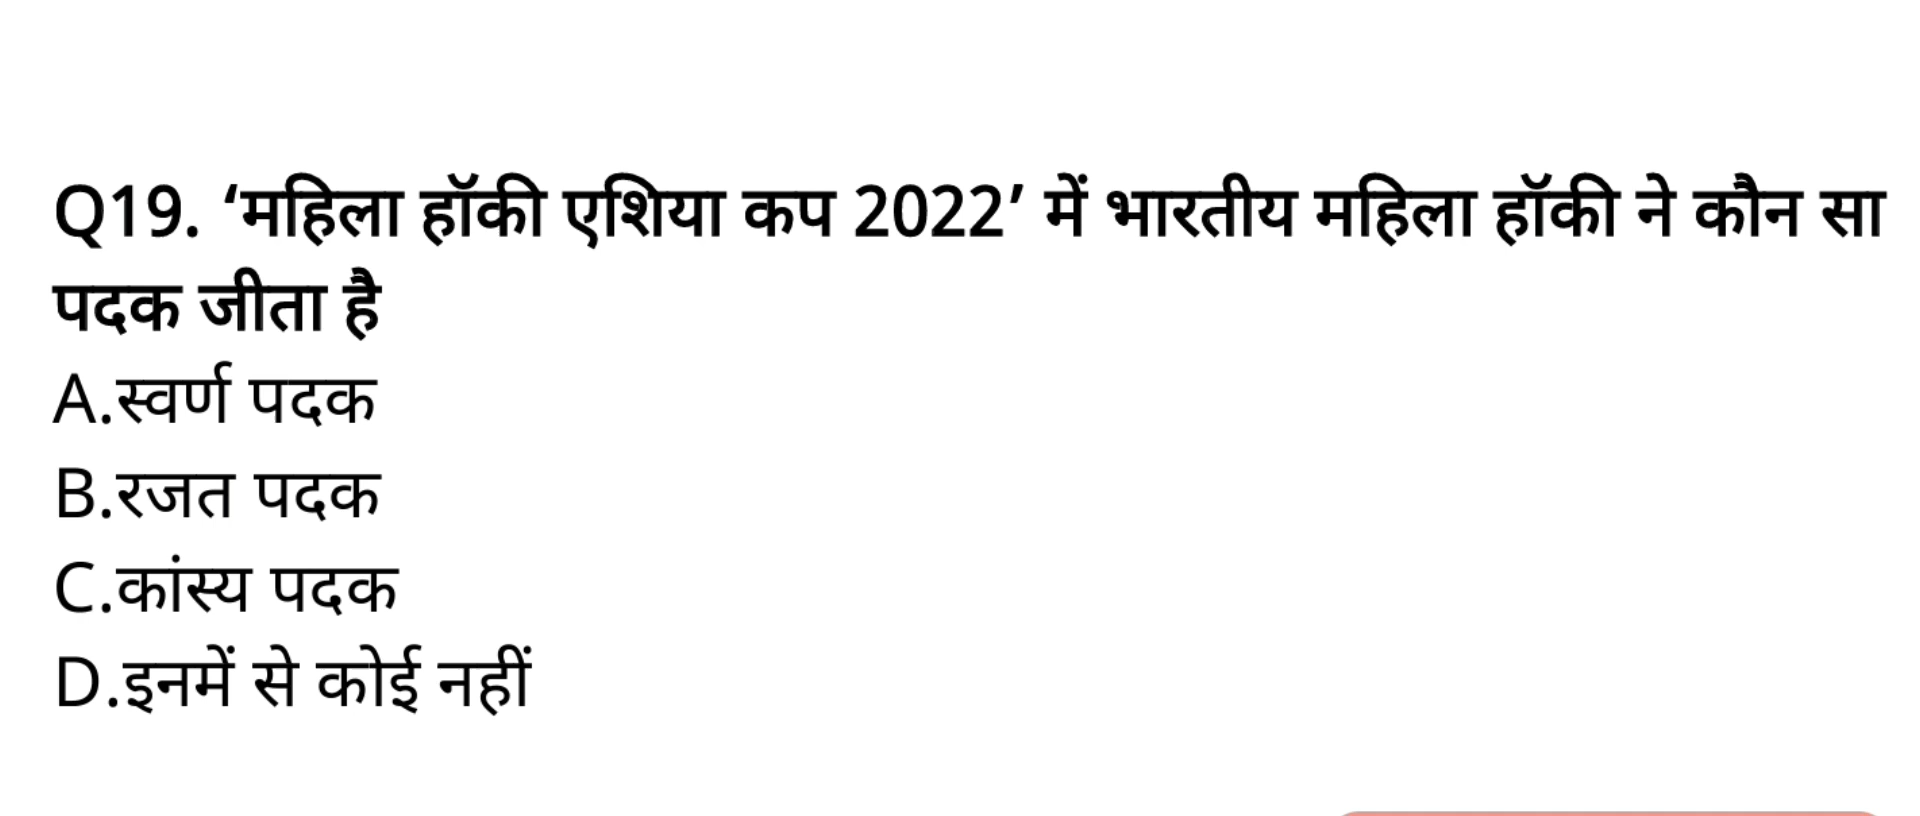 Q19. ‘महिला हॉकी एशिया कप 2022’ में भारतीय महिला हॉकी ने कौन सा
पदक जीता है
A.स्वर्ण पदक
B.रजत पदक
C.कांस्य पदक
D.इनमें से कोई नहीं